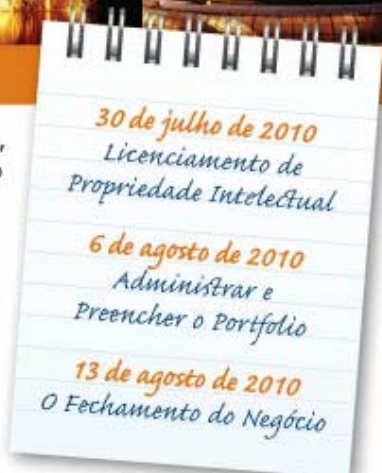 30 de julho de 2010
Licenciamento de
Propriedade Intelectual
6 de agosto de 2010
Administrar e
Preencher o Portfolio
13 de agosto de 2010
O Fechamento do Negócio